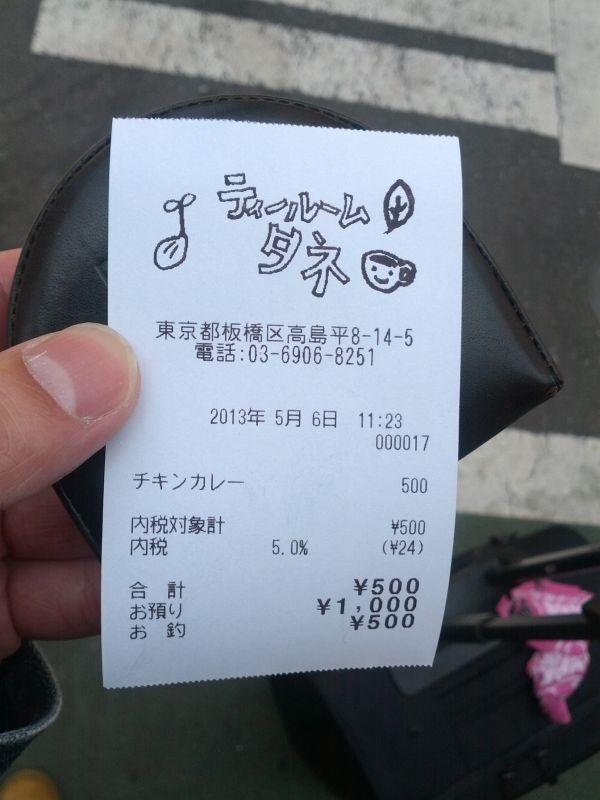 ティールーム
タネ
東京都板橋区高島平8-14-5
電話:03-6906-8251
2013年 5月 6日 11:23
000017
チキンカレー 500
内税対象計 ¥500
内税 5.0% (¥24)
合 計 ¥500
お預り ¥1,000
お 釣 ¥500